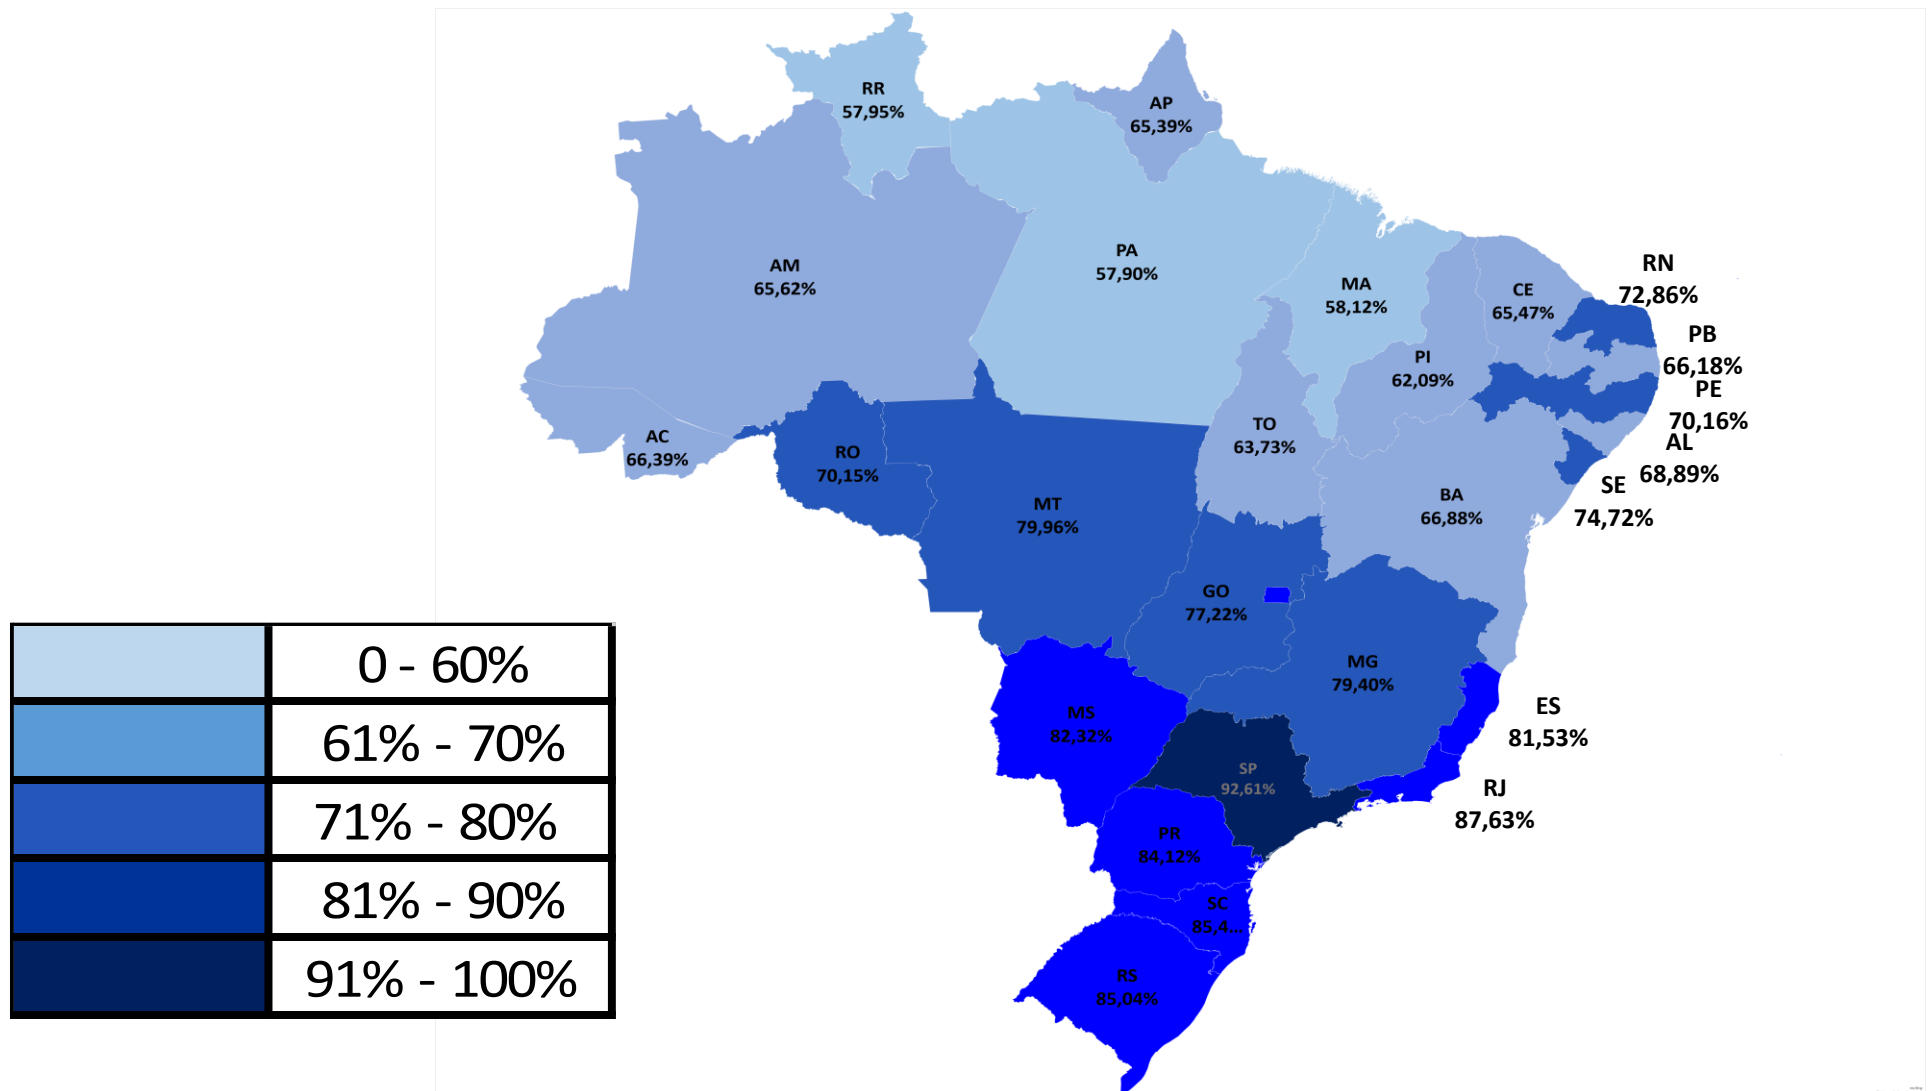 RR
57,95%
AP
65,39%
AM
65,62%
PA
57,90%
MA
58,12%
CE
65,47%
RN
72,86%
PI
62,09%
PB
66,18%
PE
70,16%
AL
68,89%
SE
74,72%
TO
63,73%
AC
66,39%
RO
70,15%
MT
79,96%
BA
66,88%
GO
77,22%
MG
79,40%
ES
81,53%
MS
82,32%
SP
92,61%
RJ
87,63%
PR
84,12%
SC
85,4...
RS
85,04%
0 - 60%
61% - 70%
71% - 80%
81% - 90%
91% - 100%